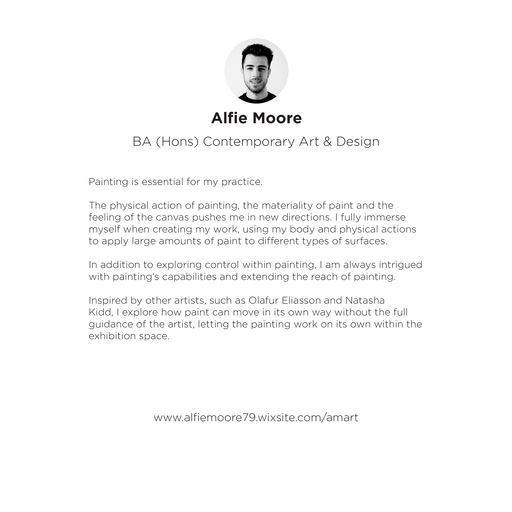 Alfie Moore
BA (Hons) Contemporary Art & Design
Painting is essential for my practice.
The physical action of painting, the materiality of paint and the
feeling of the canvas pushes me in new directions. I fully immerse
myself when creating my work, using my body and physical actions
to apply large amounts of paint to different types of surfaces.
In addition to exploring control within painting, I am always intrigued
with painting's capabilities and extending the reach of painting.
Inspired by other artists, such as Olafur Eliasson and Natasha
Kidd, I explore how paint can move in its own way without the full
guidance of the artist, letting the painting work on its own within the
exhibition space.
www.alfiemoore79.wixsite.com/amart